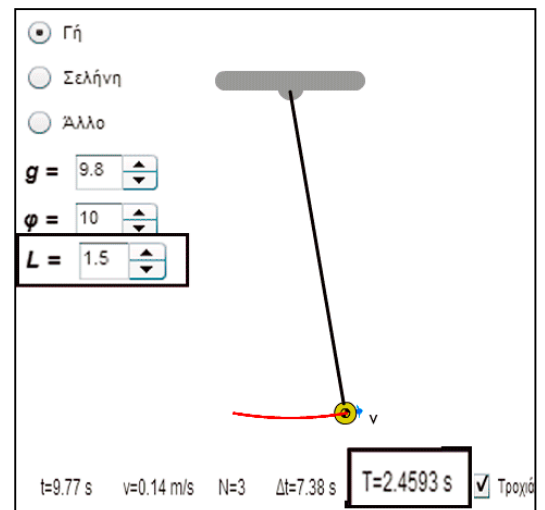 Γή
Σελήνη
Άλλο
g = 9.8
φ = 10
L = 1.5
v
t=9.77 s v=0.14 m/s N=3 Δt=7.38 s T=2.4593 s Τροχιά